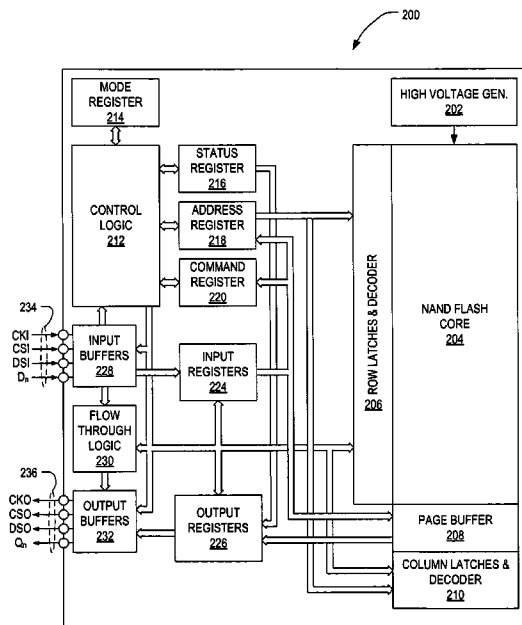 200
MODE
REGISTER
214
HIGH VOLTAGE GEN.
202
CONTROL
LOGIC
212
STATUS
REGISTER
216
ADDRESS
REGISTER
218
COMMAND
REGISTER
220
ROW LATCHES & DECODER
206
NAND FLASH
CORE
204
234
CKI
CSI
DSI
Dn
INPUT
BUFFERS
228
INPUT
REGISTERS
224
FLOW
THROUGH
LOGIC
230
236
CKO
CSO
DSO
Qn
OUTPUT
BUFFERS
232
OUTPUT
REGISTERS
226
PAGE BUFFER
208
COLUMN LATCHES &
DECODER
210